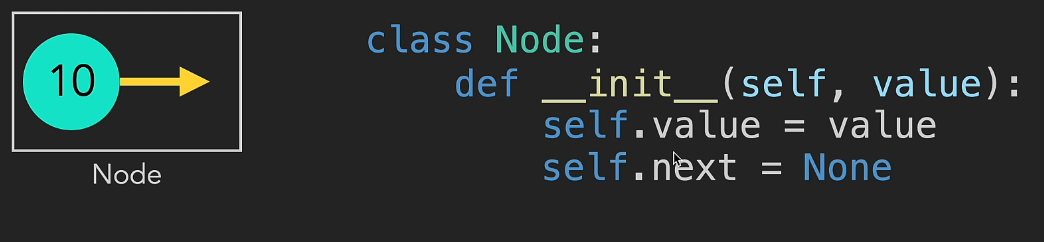 10
Node
class Node:
    def __init__(self, value):
        self.value = value
        self.next = None